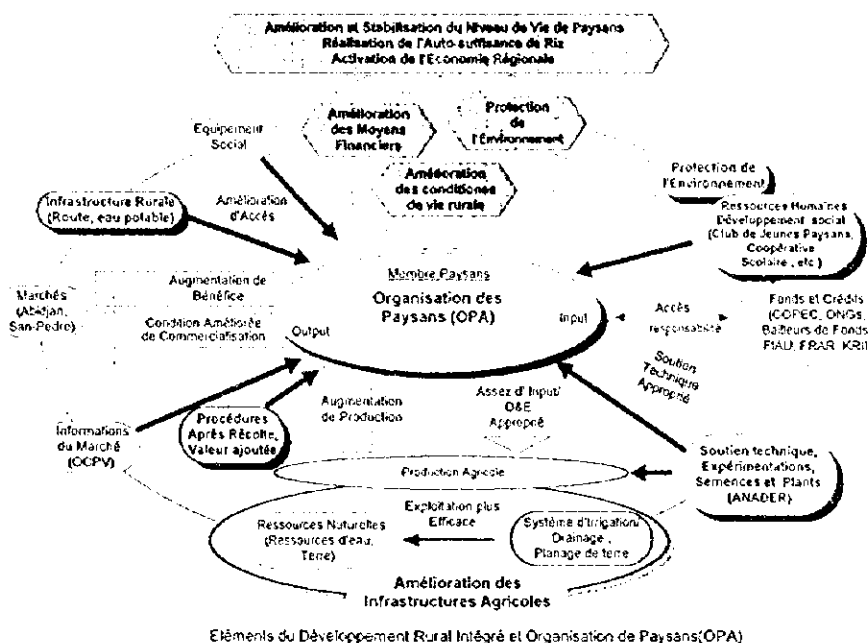 Amélioration et Stabilisation du Niveau de Vie de Paysans
Réalisation de l'Auto-suffisance de Riz
Activation de l'Economie Régionale
Equipement
Social
Amélioration
des Moyens
Financiers
Protection
de
l'Environnement
Amélioration
des conditiones
de vie rurale
Protection de
l'Environnement
Infrastructure Rurale
(Route, eau potable)
Amélioration
d'Accès
Ressources Humaines
Développement social
(Club de Jeunes Paysans,
Coopérative
Scolaire, etc)
Marchés
(Abidjan,
San-Pedro)
Augmentation de
Bénéfice
Condition Améliorée
de Commercialisation
Membre Paysans
Organisation des
Paysans (OPA)
Output
Input
Accès
responsabilité
Fonds et Crédits
(COPEC, ONGs,
Bailleurs de Fonds
FIAU, FRAR, KRII
Soutien
Technique
Approprié
Augmentation
de Production
Assez d' Input/
O&E
Approprié
Informations
du Marché
(OCPV)
Procédures
Après Récolte,
Valeur ajoutée
Soutien technique,
Expérimentations,
Semences et Plants
(ANADER)
Production Agricole
Exploitation plus
Efficace
Ressources Naturelles
(Ressources d'eau,
Terre)
Système d'Irrigation/
Drainage ,
Planage de terre
Amélioration des
Infrastructures Agricoles
Eléments du Développement Rural Intégré et Organisation de Paysans(OPA)